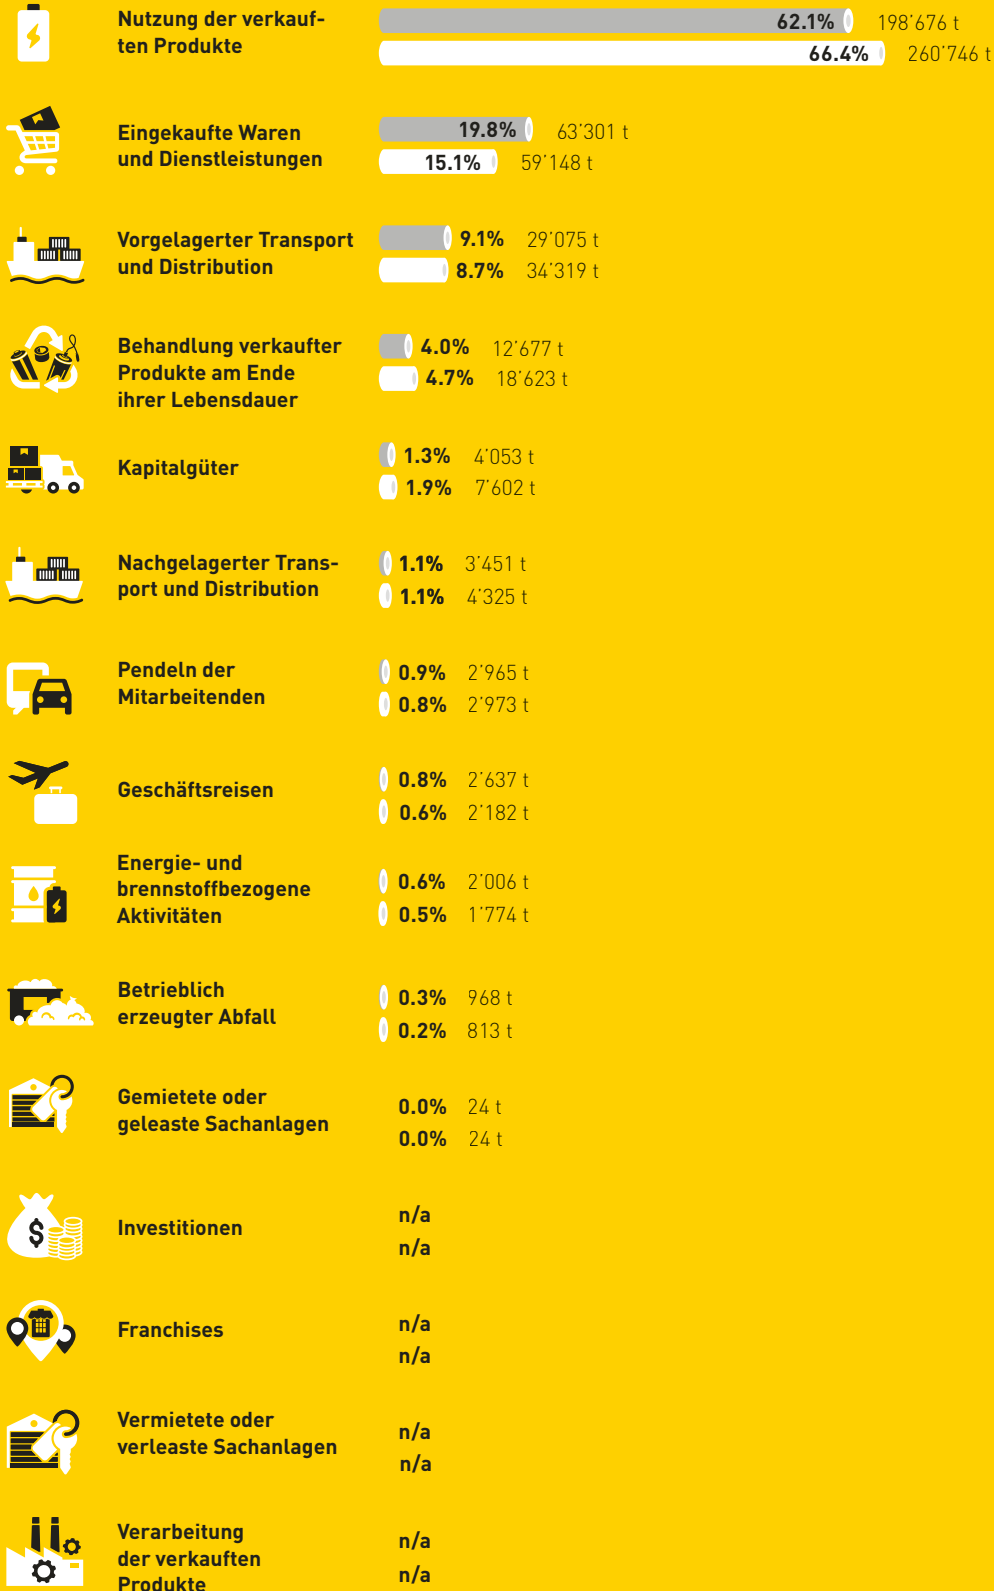 Nutzung der verkauf-
ten Produkte
62.1% 198'676 t
66.4% 260'746 t
Eingekaufte Waren
und Dienstleistungen
19.8% 63'301 t
15.1% 59'148 t
Vorgelagerter Transport
und Distribution
9.1% 29'075 t
8.7% 34'319 t
Behandlung verkaufter
Produkte am Ende
ihrer Lebensdauer
4.0% 12'677 t
4.7% 18'623 t
Kapitalgüter
1.3% 4'053 t
1.9% 7'602 t
Nachgelagerter Trans-
port und Distribution
1.1% 3'451 t
1.1% 4'325 t
Pendeln der
Mitarbeitenden
0.9% 2'965 t
0.8% 2'973 t
Geschäftsreisen
0.8% 2'637 t
0.6% 2'182 t
Energie- und
brennstoffbezogene
Aktivitäten
0.6% 2'006 t
0.5% 1'774 t
Betrieblich
erzeugter Abfall
0.3% 968 t
0.2% 813 t
Gemietete oder
geleaste Sachanlagen
0.0% 24 t
0.0% 24 t
$
Investitionen
n/a
n/a
Franchises
n/a
n/a
Vermietete oder
verleaste Sachanlagen
n/a
n/a
Verarbeitung
der verkauften
Produkte
n/a
n/a